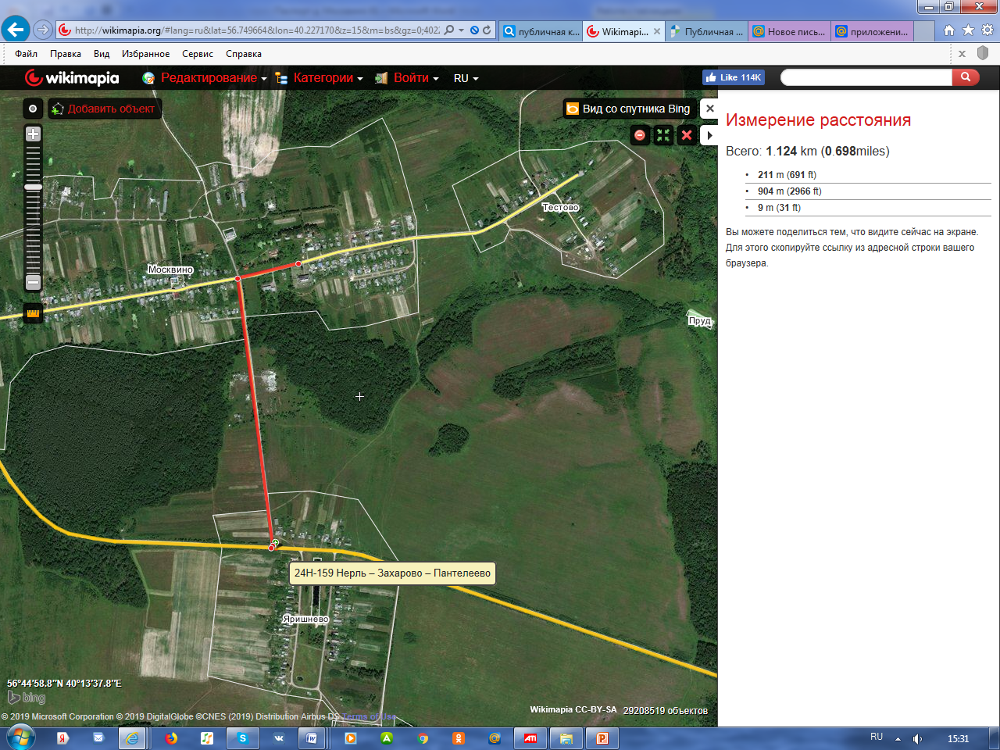 http://wikimapia.org/#lang=ru&lat=56.749664&lon=40.227170&z=15&m=bs&gz=0;402
публичная к...
Wikimapi...
Публичная ...
Новое пись...
приложени...
Файл Правка Вид Избранное Сервис Справка
wikimapia Редактирование Категории Войти RU
Like 114K
Добавить объект
Вид со спутника Bing
Измерение расстояния
Всего: 1.124 km (0.698miles)
• 211 m (691 ft)
• 904 m (2966 ft)
• 9 m (31 ft)
Вы можете поделиться тем, что видите сейчас на экране.
Для этого скопируйте ссылку из адресной строки вашего
браузера.
Тестово
Москвино
Пруд
24Н-159 Нерль – Захарово – Пантелеево
Яришнево
56°44'58.8"N 40°13'37.8"E
bing
Wikimapia CC-BY-SA 29208519 объектов
© 2019 Microsoft Corporation © 2019 DigitalGlobe ©CNES (2019) Distribution Airbus DS Terms of Use
RU 15:31